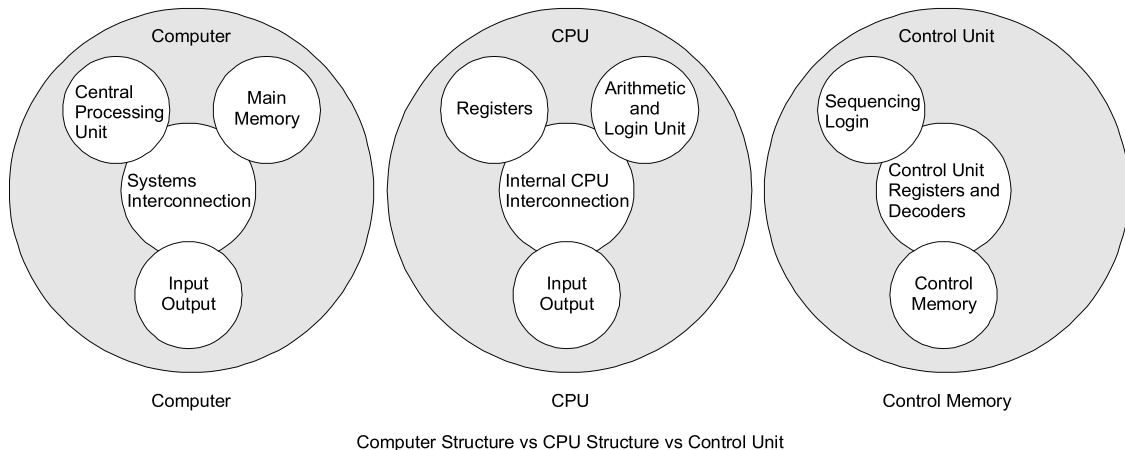 Computer
Central
Processing
Unit
Main
Memory
Systems
Interconnection
Input
Output
Computer
CPU
Registers
Arithmetic
and
Login Unit
Internal CPU
Interconnection
Input
Output
CPU
Control Unit
Sequencing
Login
Control Unit
Registers and
Decoders
Control
Memory
Control Memory
Computer Structure vs CPU Structure vs Control Unit